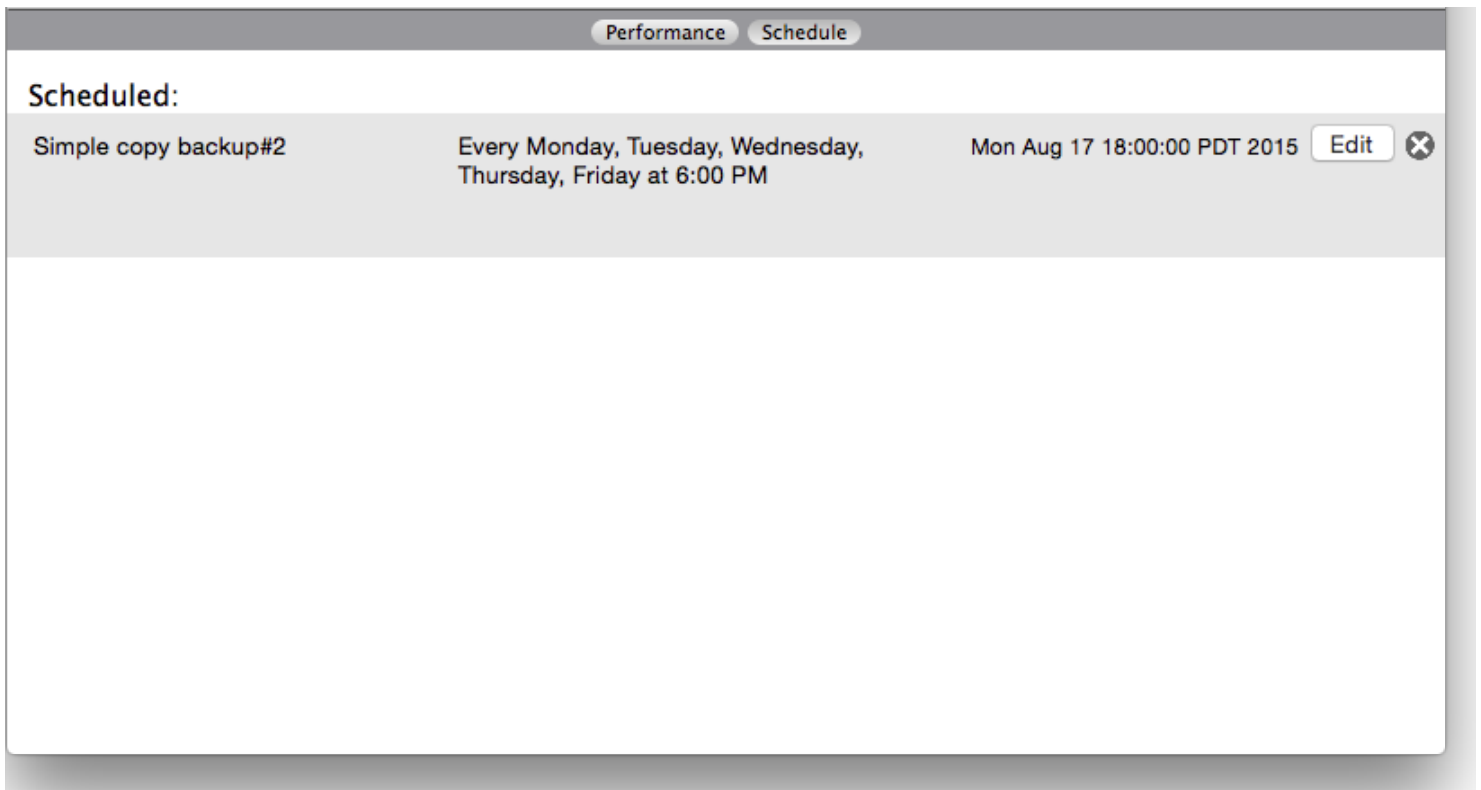 Performance Schedule
Scheduled:
Simple copy backup#2 Every Monday, Tuesday, Wednesday, Mon Aug 17 18:00:00 PDT 2015 Edit
Thursday, Friday at 6:00 PM